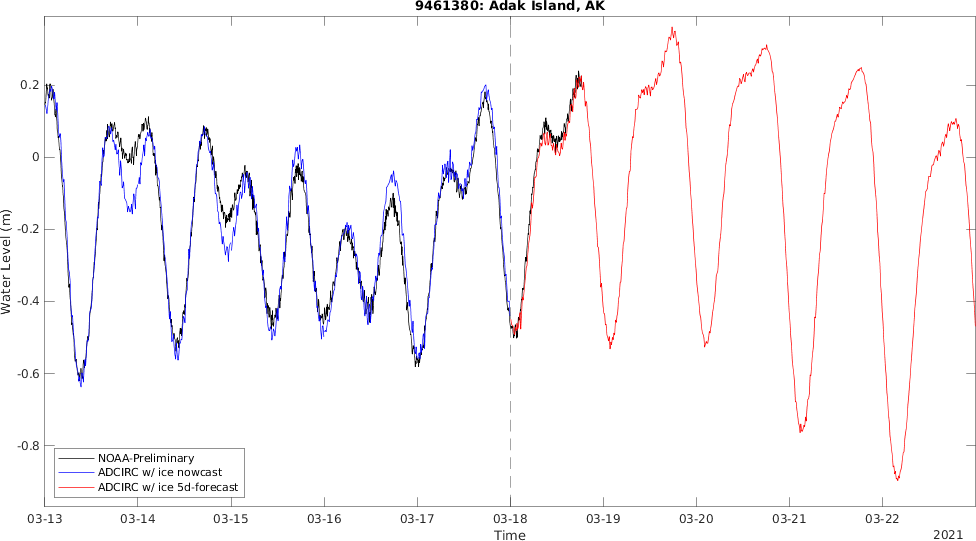 9461380: Adak Island, AK
Water Level (m)
0.2
0
-0.2
-0.4
-0.6
-0.8
NOAA-Preliminary
ADCIRC w/ ice nowcast
ADCIRC w/ ice 5d-forecast
03-13 03-14 03-15 03-16 03-17 03-18 03-19 03-20 03-21 03-22
Time
2021